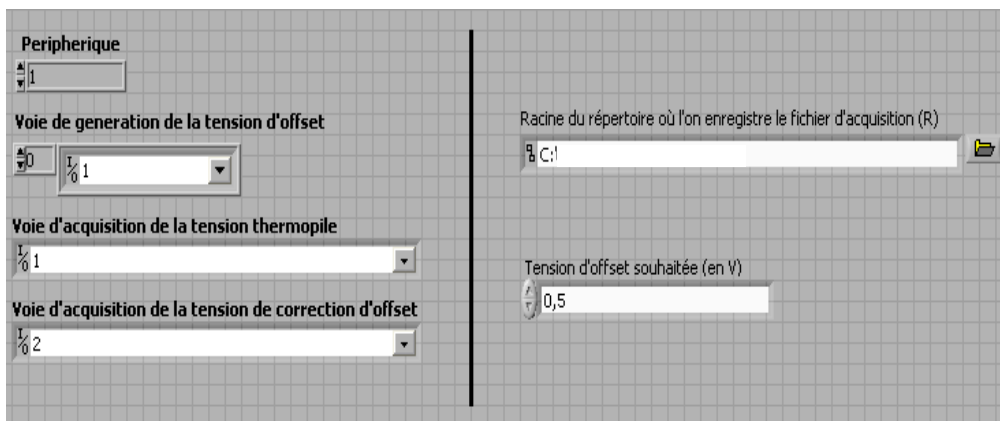 Peripherique
1
Voie de generation de la tension d'offset
0
I/O 1
Voie d'acquisition de la tension thermopile
I/O 1
Voie d'acquisition de la tension de correction d'offset
I/O 2
Racine du répertoire où l'on enregistre le fichier d'acquisition (R)
C:\
Tension d'offset souhaitée (en V)
0,5